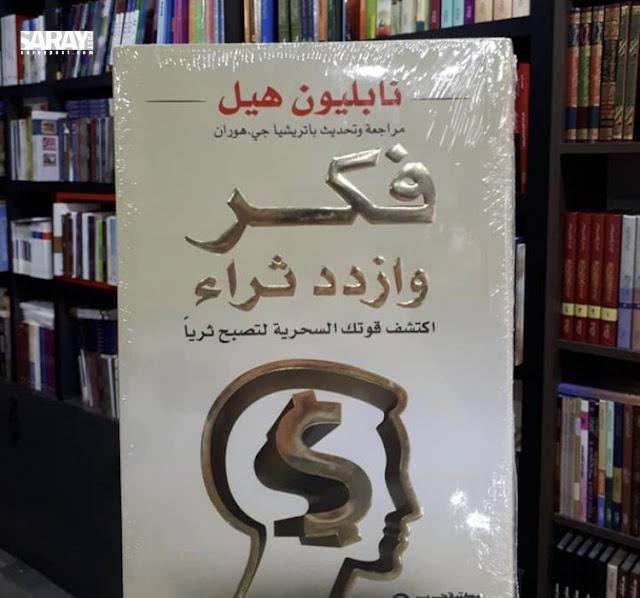 SARAY
نابليون هيل
مراجعة وتحديث باتريشيا جي.هوران
فكر
وازدد ثراء
اكتشف قوتك السحرية لتصبح ثرياً
$